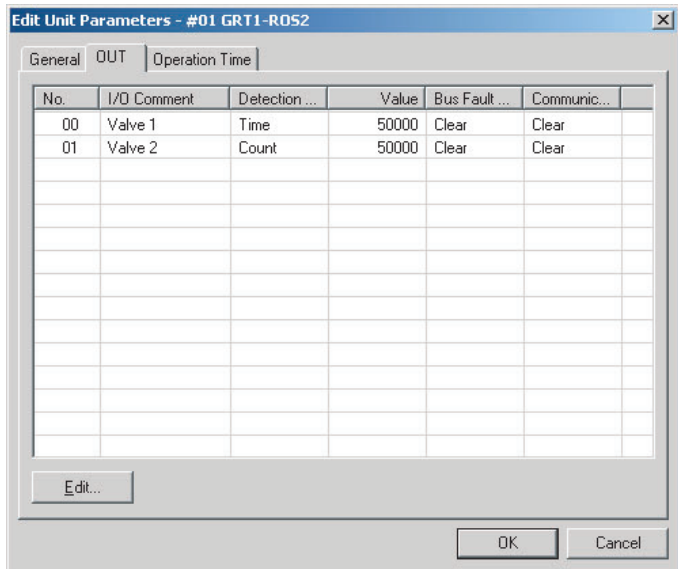 Edit Unit Parameters - #01 GRT1-ROS2
General OUT Operation Time
No. I/O Comment Detection ... Value Bus Fault ... Communic...
00 Valve 1 Time 50000 Clear Clear
01 Valve 2 Count 50000 Clear Clear
Edit...
OK Cancel